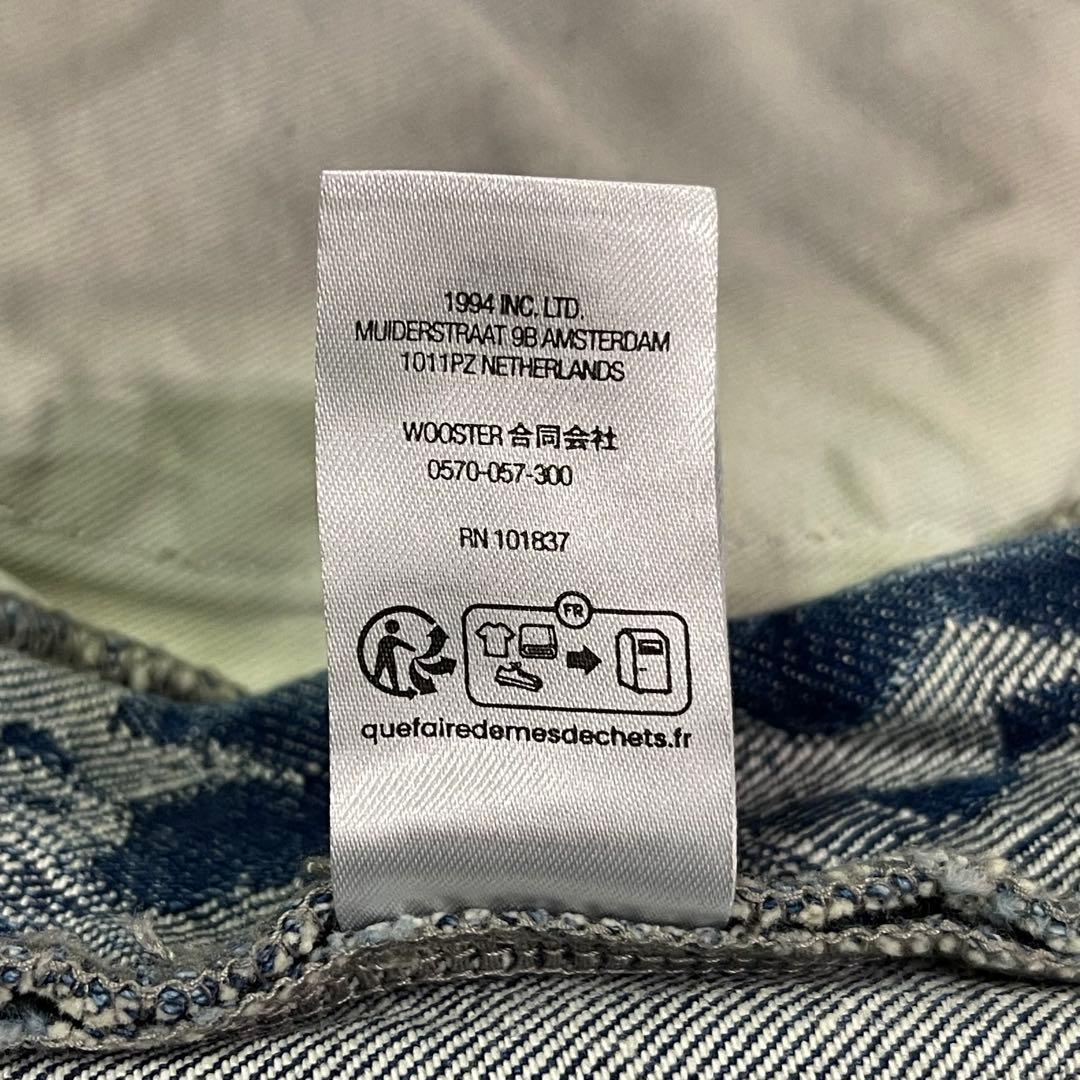 1994 INC. LTD.
MUIDERSTRAAT 9B AMSTERDAM
1011PZ NETHERLANDS
WOOSTER 合同会社
0570-057-300
RN 101837
FR
quefairedemesdechets.fr